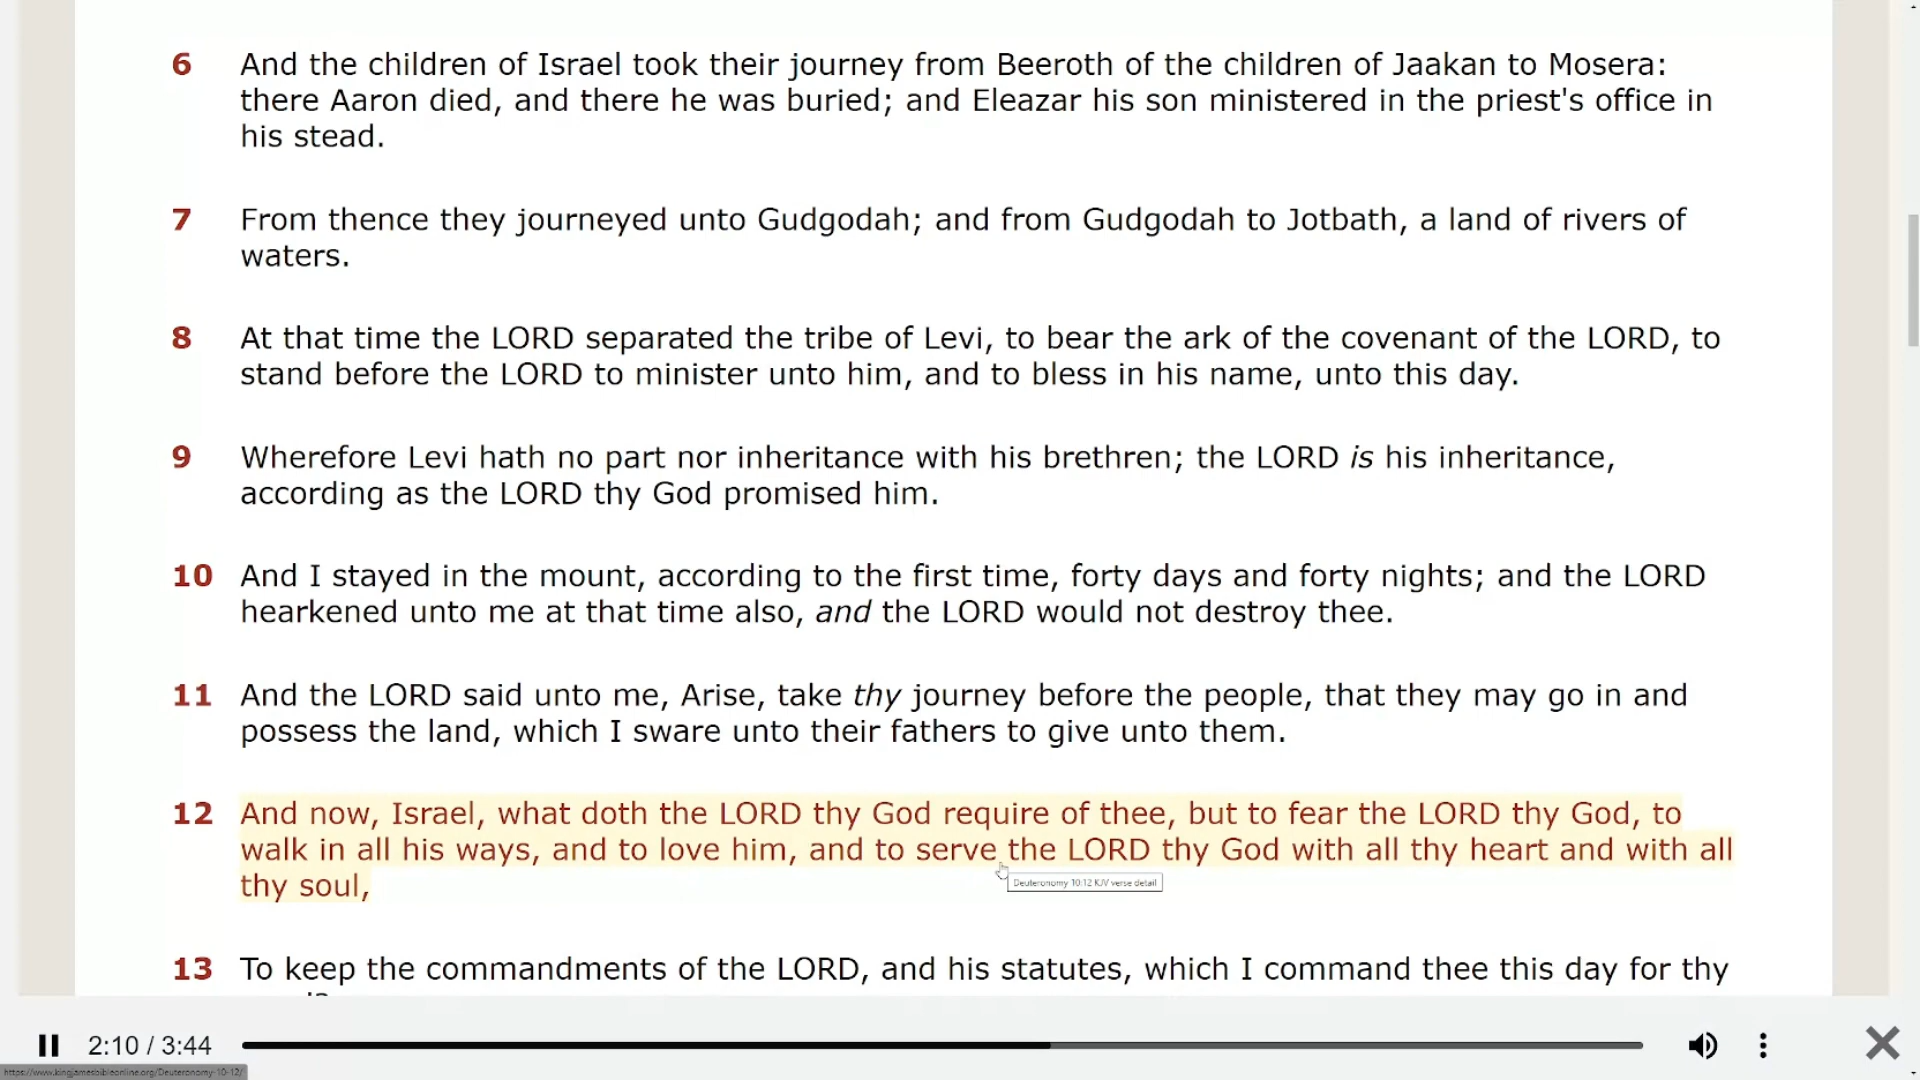 6 And the children of Israel took their journey from Beeroth of the children of Jaakan to Mosera:
there Aaron died, and there he was buried; and Eleazar his son ministered in the priest's office in
his stead.
7 From thence they journeyed unto Gudgodah; and from Gudgodah to Jotbath, a land of rivers of
waters.
8 At that time the LORD separated the tribe of Levi, to bear the ark of the covenant of the LORD, to
stand before the LORD to minister unto him, and to bless in his name, unto this day.
9 Wherefore Levi hath no part nor inheritance with his brethren; the LORD is his inheritance,
according as the LORD thy God promised him.
10 And I stayed in the mount, according to the first time, forty days and forty nights; and the LORD
hearkened unto me at that time also, and the LORD would not destroy thee.
11 And the LORD said unto me, Arise, take thy journey before the people, that they may go in and
possess the land, which I sware unto their fathers to give unto them.
12 And now, Israel, what doth the LORD thy God require of thee, but to fear the LORD thy God, to
walk in all his ways, and to love him, and to serve the LORD thy God with all thy heart and with all
thy soul,
Deuteronomy 10:12 KJV verse detail
13 To keep the commandments of the LORD, and his statutes, which I command thee this day for thy
2:10 / 3:44
https://www.kingjamesbibleonline.org/Deuteronomy-10-12/